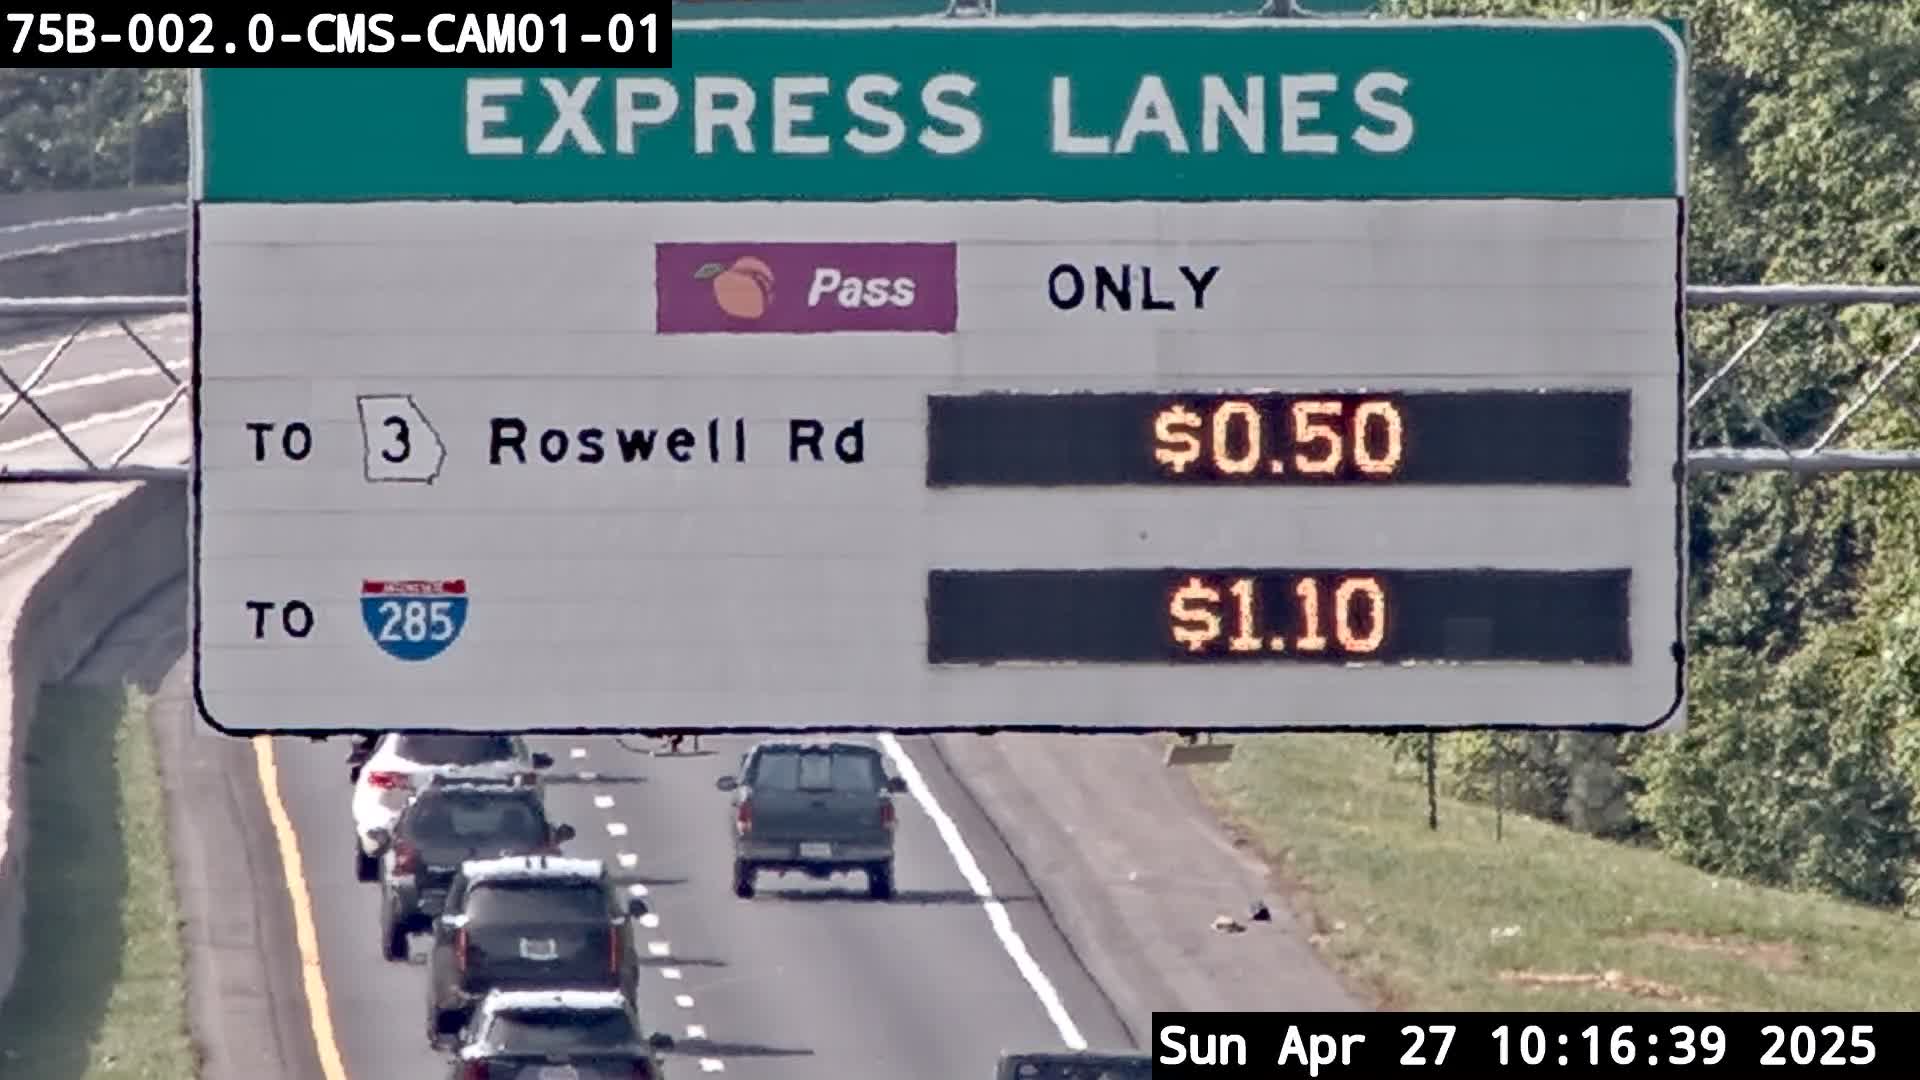 75B-002.0-CMS-CAM01-01
EXPRESS LANES
Pass ONLY
TO 3 Roswell Rd $0.50
TO 285 $1.10
Sun Apr 27 10:16:39 2025